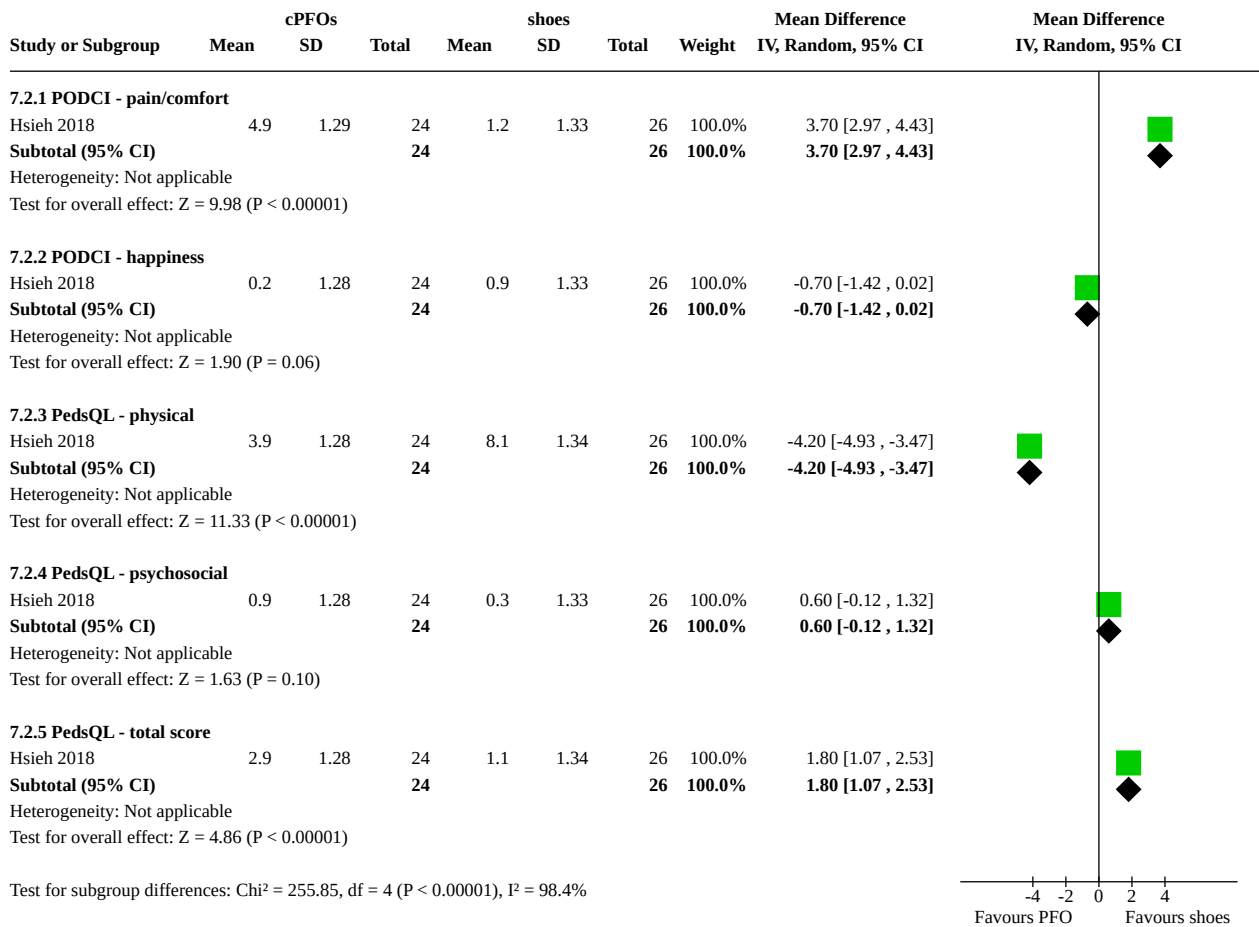 cPFOs shoes Mean Difference Mean Difference
Study or Subgroup Mean SD Total Mean SD Total Weight IV, Random, 95% CI IV, Random, 95% CI
7.2.1 PODCI - pain/comfort
Hsieh 2018 4.9 1.29 24 1.2 1.33 26 100.0% 3.70 [2.97 , 4.43]
Subtotal (95% CI) 24 26 100.0% 3.70 [2.97 , 4.43]
Heterogeneity: Not applicable
Test for overall effect: Z = 9.98 (P < 0.00001)
7.2.2 PODCI - happiness
Hsieh 2018 0.2 1.28 24 0.9 1.33 26 100.0% -0.70 [-1.42 , 0.02]
Subtotal (95% CI) 24 26 100.0% -0.70 [-1.42 , 0.02]
Heterogeneity: Not applicable
Test for overall effect: Z = 1.90 (P = 0.06)
7.2.3 PedsQL - physical
Hsieh 2018 3.9 1.28 24 8.1 1.34 26 100.0% -4.20 [-4.93 , -3.47]
Subtotal (95% CI) 24 26 100.0% -4.20 [-4.93 , -3.47]
Heterogeneity: Not applicable
Test for overall effect: Z = 11.33 (P < 0.00001)
7.2.4 PedsQL - psychosocial
Hsieh 2018 0.9 1.28 24 0.3 1.33 26 100.0% 0.60 [-0.12 , 1.32]
Subtotal (95% CI) 24 26 100.0% 0.60 [-0.12 , 1.32]
Heterogeneity: Not applicable
Test for overall effect: Z = 1.63 (P = 0.10)
7.2.5 PedsQL - total score
Hsieh 2018 2.9 1.28 24 1.1 1.34 26 100.0% 1.80 [1.07 , 2.53]
Subtotal (95% CI) 24 26 100.0% 1.80 [1.07 , 2.53]
Heterogeneity: Not applicable
Test for overall effect: Z = 4.86 (P < 0.00001)
Test for subgroup differences: Chi² = 255.85, df = 4 (P < 0.00001), I² = 98.4%
-4 -2 0 2 4
Favours PFO Favours shoes